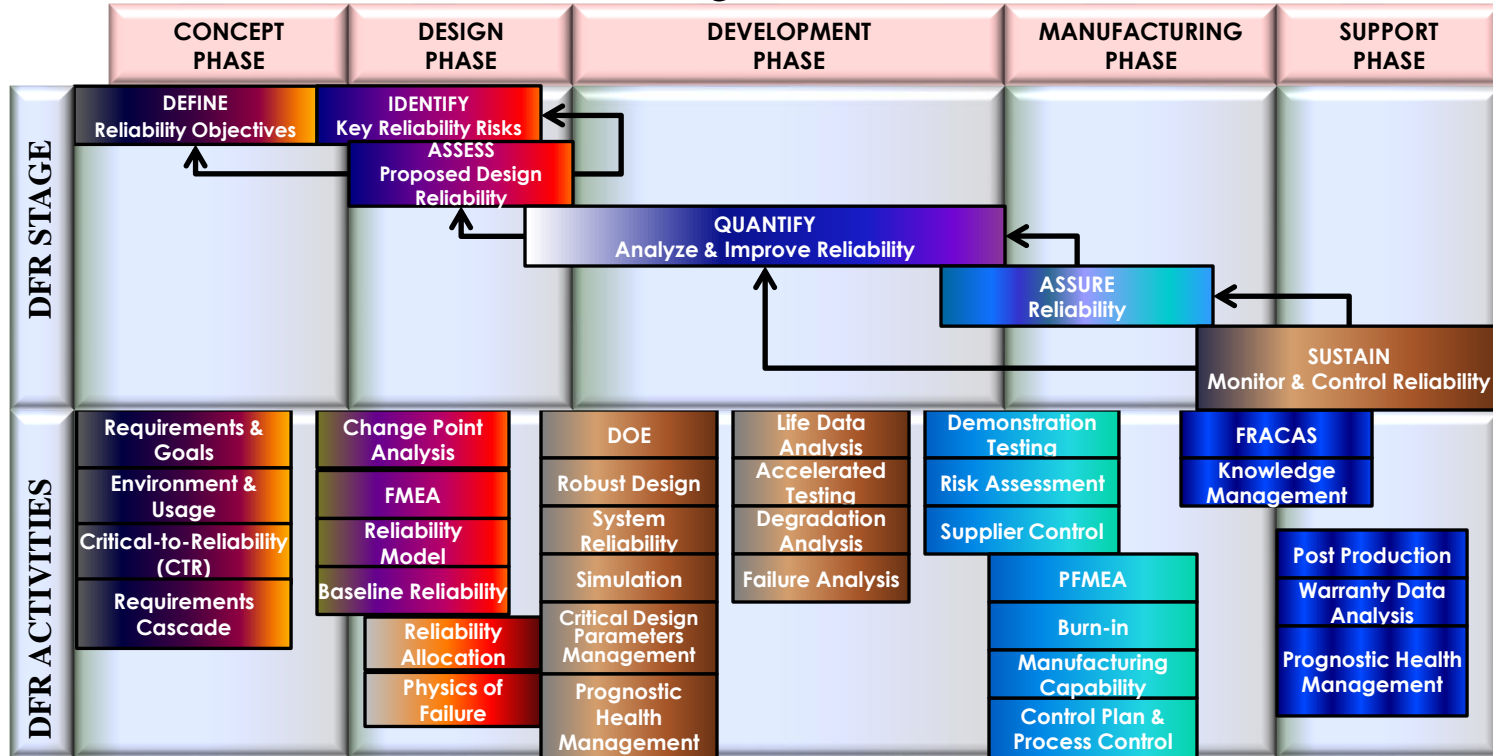 CONCEPT
PHASE
DESIGN
PHASE
DEVELOPMENT
PHASE
MANUFACTURING
PHASE
SUPPORT
PHASE
DFR STAGE
DEFINE
Reliability Objectives
IDENTIFY
Key Reliability Risks
ASSESS
Proposed Design
Reliability
QUANTIFY
Analyze & Improve Reliability
ASSURE
Reliability
SUSTAIN
Monitor & Control Reliability
DFR ACTIVITIES
Requirements &
Goals
Environment &
Usage
Critical-to-Reliability
(CTR)
Requirements
Cascade
Change Point
Analysis
FMEA
Reliability
Model
Baseline Reliability
Reliability
Allocation
Physics of
Failure
DOE
Robust Design
System
Reliability
Simulation
Critical Design
Parameters
Management
Prognostic
Health
Management
Life Data
Analysis
Accelerated
Testing
Degradation
Analysis
Failure Analysis
Demonstration
Testing
Risk Assessment
Supplier Control
PFMEA
Burn-in
Manufacturing
Capability
Control Plan &
Process Control
FRACAS
Knowledge
Management
Post Production
Warranty Data
Analysis
Prognostic Health
Management